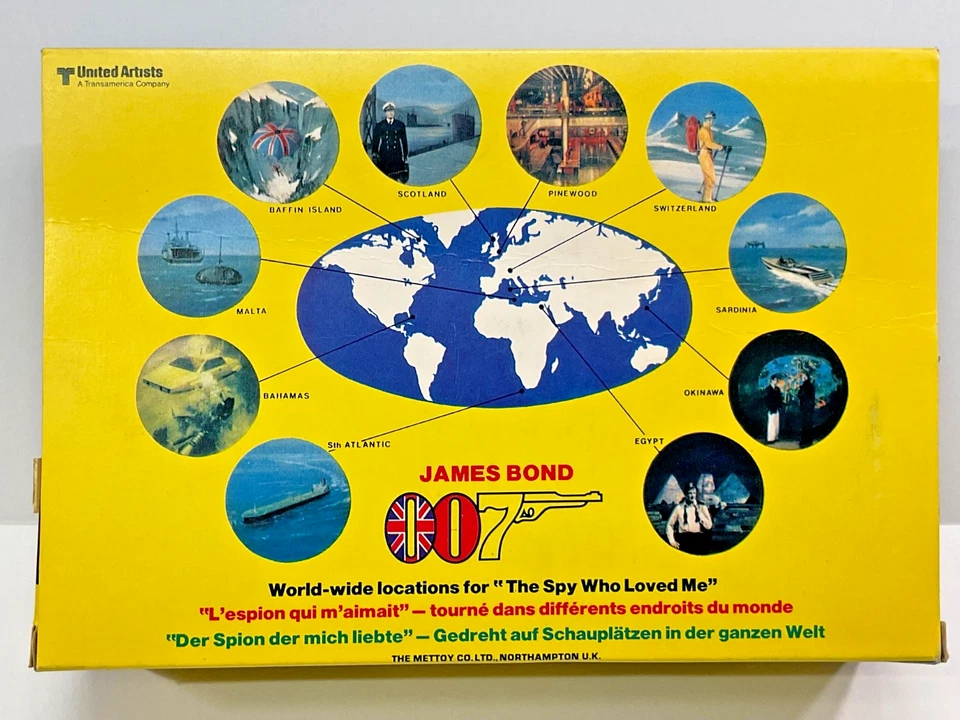 United Artists
A Transamerica Company
SCOTLAND
PINEWOOD
BAFFIN ISLAND
SWITZERLAND
MALTA
SARDINIA
BAHAMAS
OKINAWA
Sth ATLANTIC
EGYPT
JAMES BOND
007
World-wide locations for "The Spy Who Loved Me"
"L'espion qui m'aimait" — tourné dans différents endroits du monde
"Der Spion der mich liebte" — Gedreht auf Schauplätzen in der ganzen Welt
THE METTOY CO. LTD., NORTHAMPTON U.K.